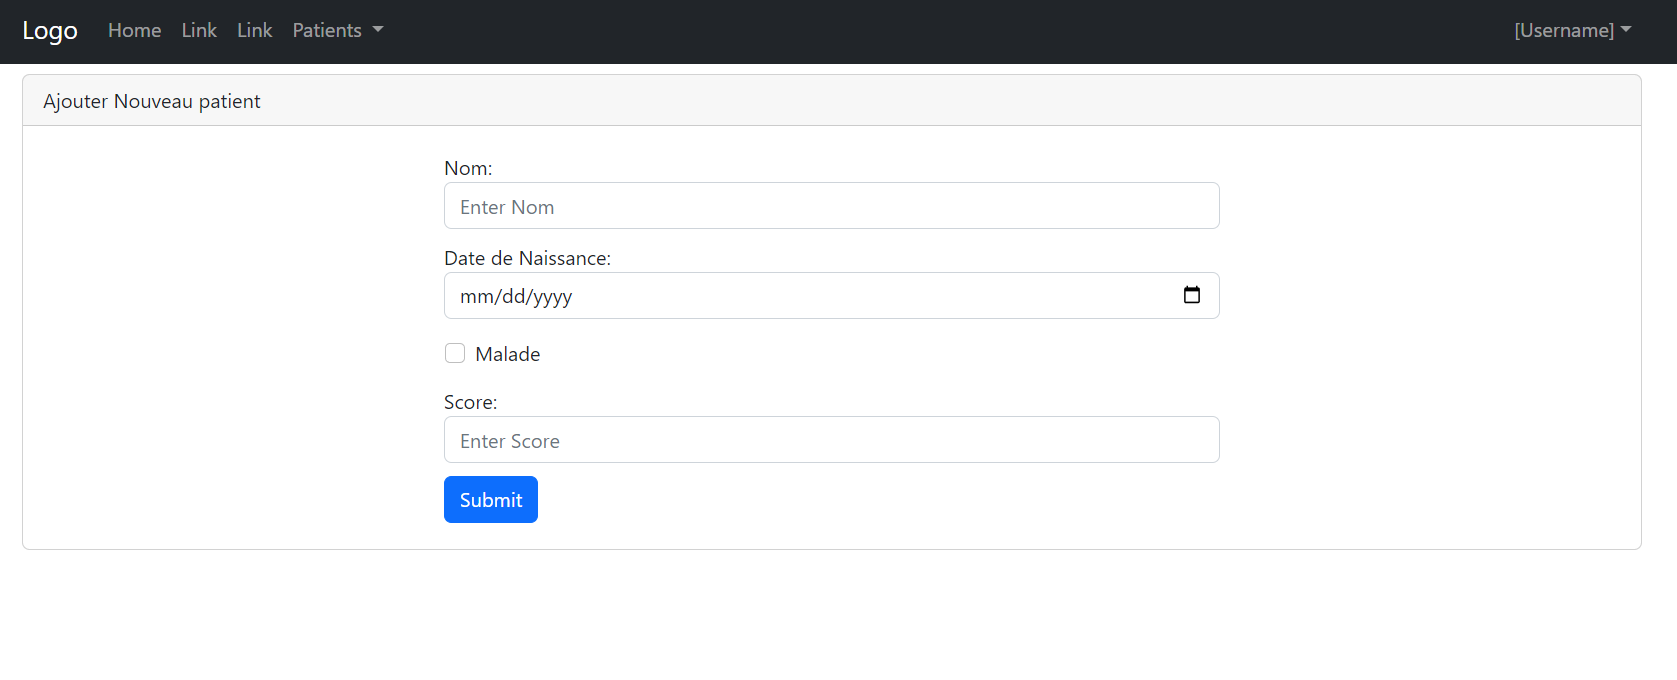 Logo Home Link Link Patients [Username]
Ajouter Nouveau patient
Nom:
Enter Nom
Date de Naissance:
mm/dd/yyyy
Malade
Score:
Enter Score
Submit